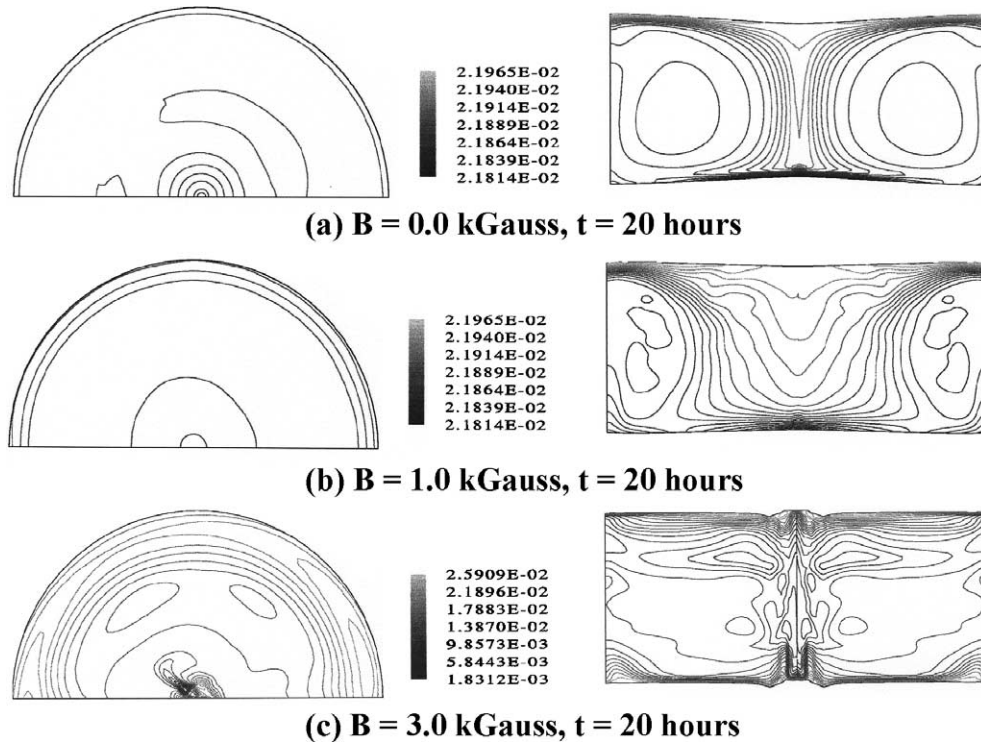 2.1965E-02
2.1940E-02
2.1914E-02
2.1889E-02
2.1864E-02
2.1839E-02
2.1814E-02
(a) B = 0.0 kGauss, t = 20 hours
2.1965E-02
2.1940E-02
2.1914E-02
2.1889E-02
2.1864E-02
2.1839E-02
2.1814E-02
(b) B = 1.0 kGauss, t = 20 hours
2.5909E-02
2.1896E-02
1.7883E-02
1.3870E-02
9.8573E-03
5.8443E-03
1.8312E-03
(c) B = 3.0 kGauss, t = 20 hours